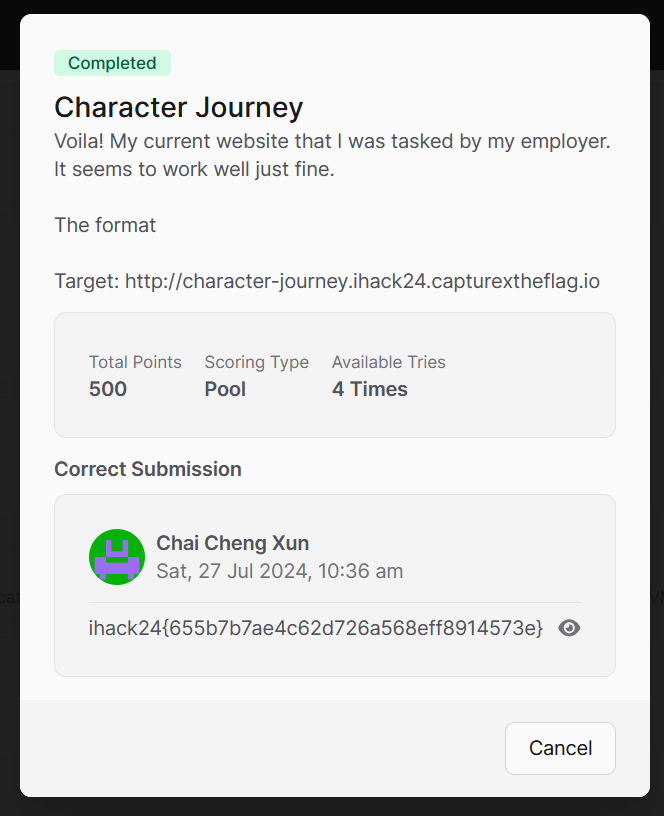 Completed
Character Journey
Voila! My current website that I was tasked by my employer.
It seems to work well just fine.
The format
Target: http://character-journey.ihack24.capturextheflag.io
Total Points Scoring Type Available Tries
500 Pool 4 Times
Correct Submission
Chai Cheng Xun
Sat, 27 Jul 2024, 10:36 am
ihack24{655b7b7ae4c62d726a568eff8914573e}
Cancel